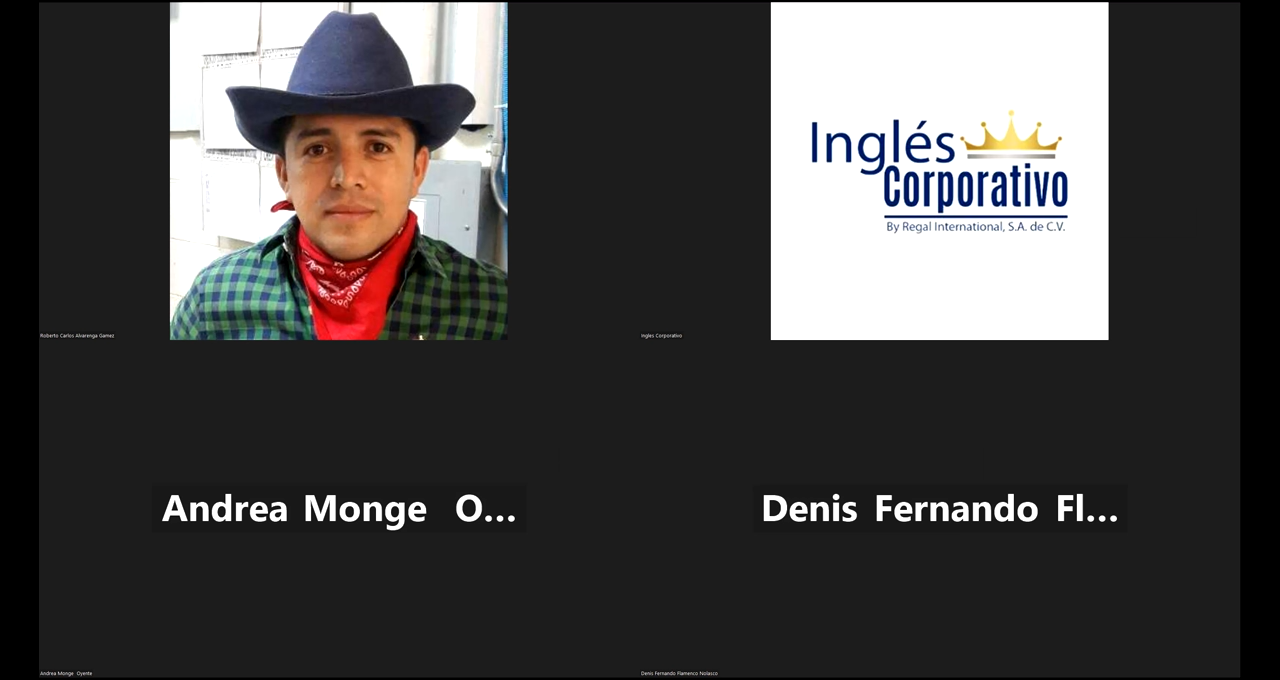 Inglés
Corporativo
By Regal International, S.A. de C.V.
Roberto Carlos Alvarenga Gamez
Ingles Corporativo
Andrea Monge O...
Denis Fernando Fl...
Andrea Monge Oyente
Denis Fernando Flamenco Nolasco